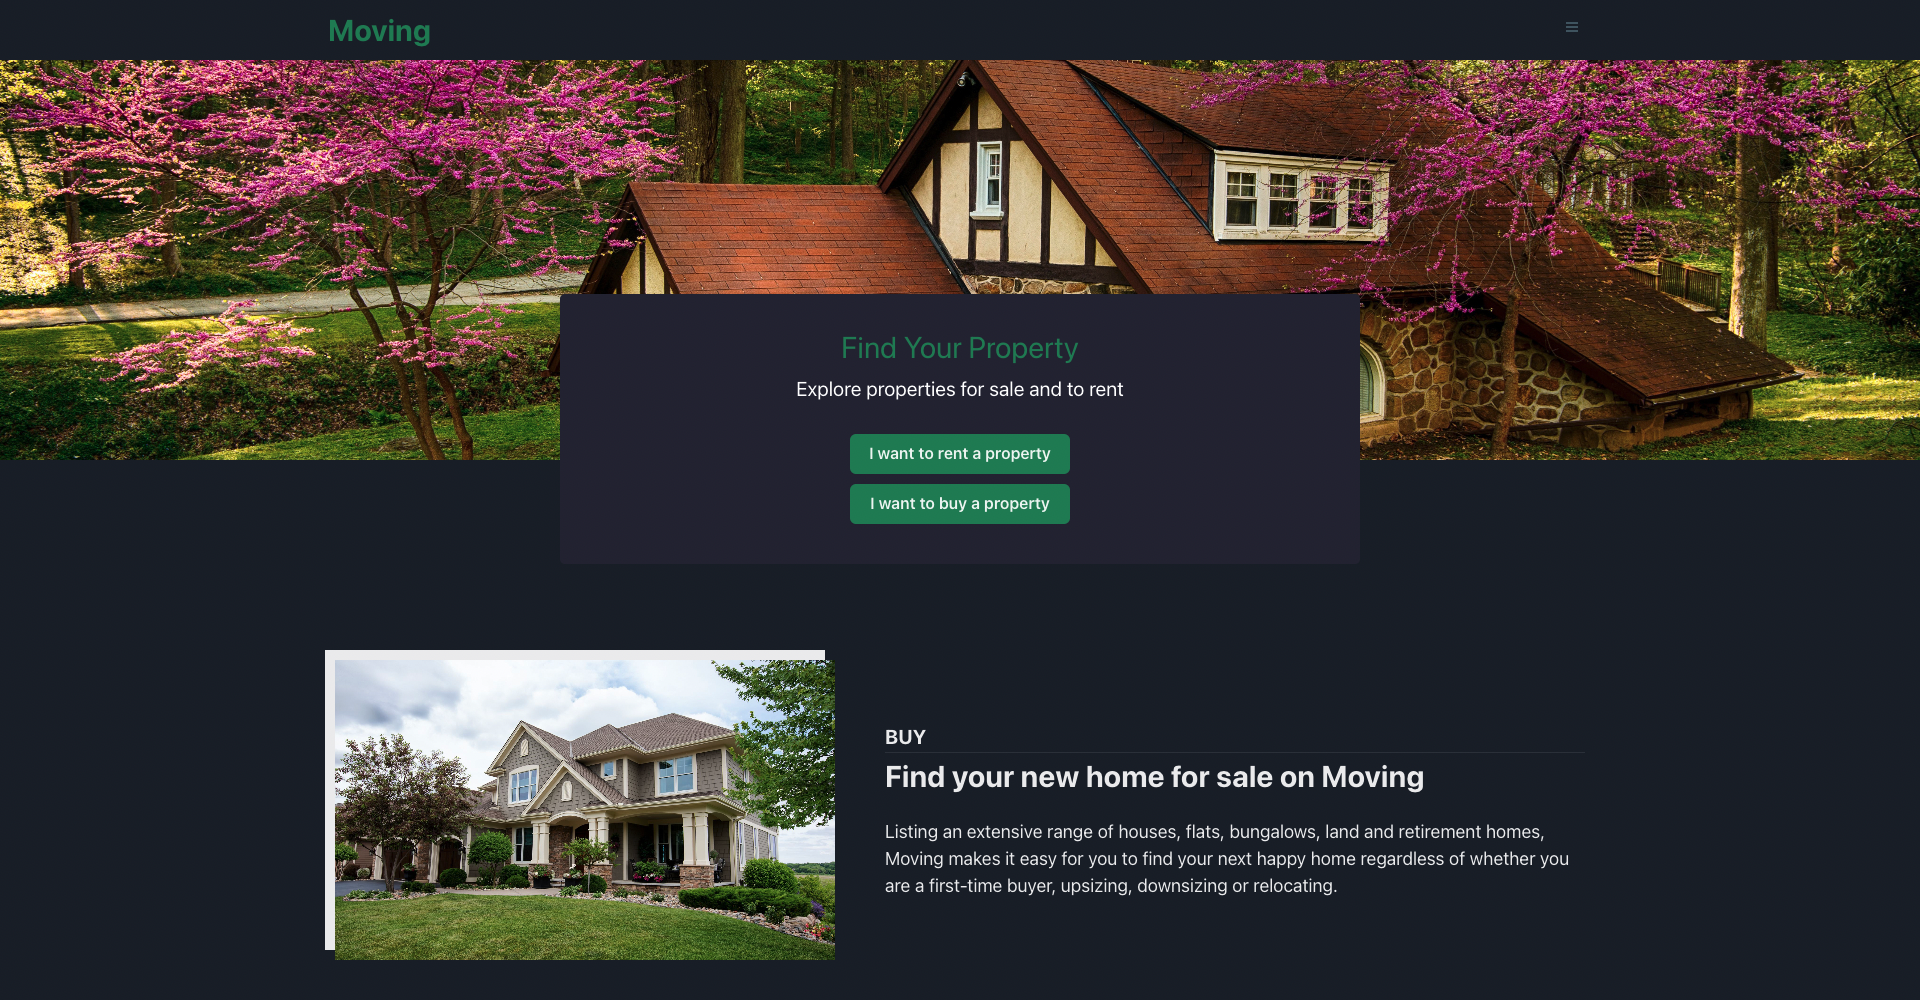 Moving
Find Your Property
Explore properties for sale and to rent
I want to rent a property
I want to buy a property
BUY
Find your new home for sale on Moving
Listing an extensive range of houses, flats, bungalows, land and retirement homes,
Moving makes it easy for you to find your next happy home regardless of whether you
are a first-time buyer, upsizing, downsizing or relocating.